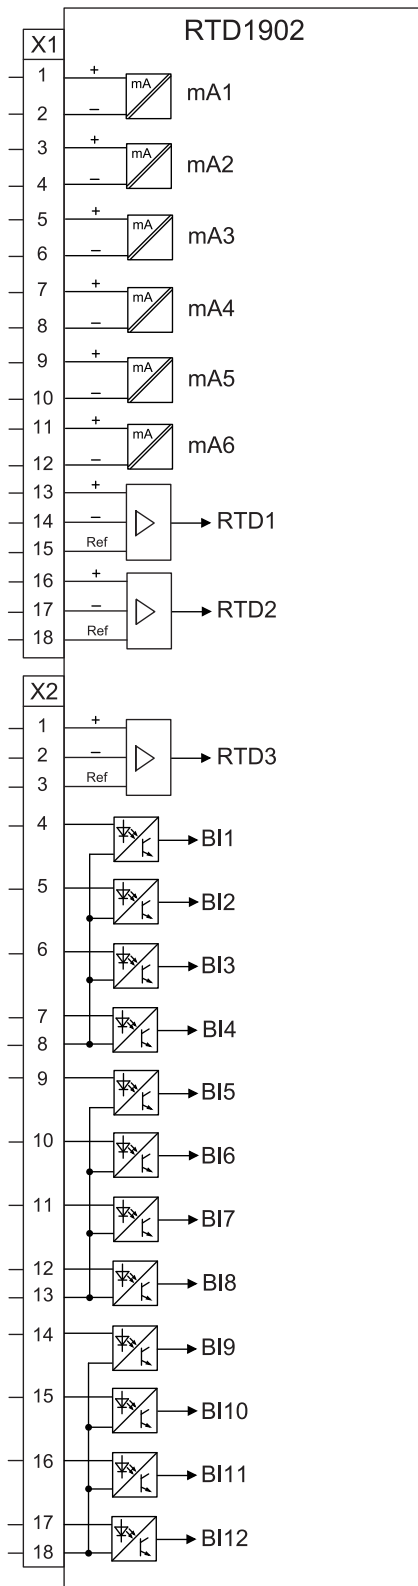 RTD1902
X1
1 + mA mA1
2 −
3 + mA mA2
4 −
5 + mA mA3
6 −
7 + mA mA4
8 −
9 + mA mA5
10 −
11 + mA mA6
12 −
13 +
14 − RTD1
15 Ref
16 +
17 − RTD2
18 Ref
X2
1 +
2 − RTD3
3 Ref
4 BI1
5 BI2
6 BI3
7 BI4
8
9 BI5
10 BI6
11 BI7
12 BI8
13
14 BI9
15 BI10
16 BI11
17 BI12
18